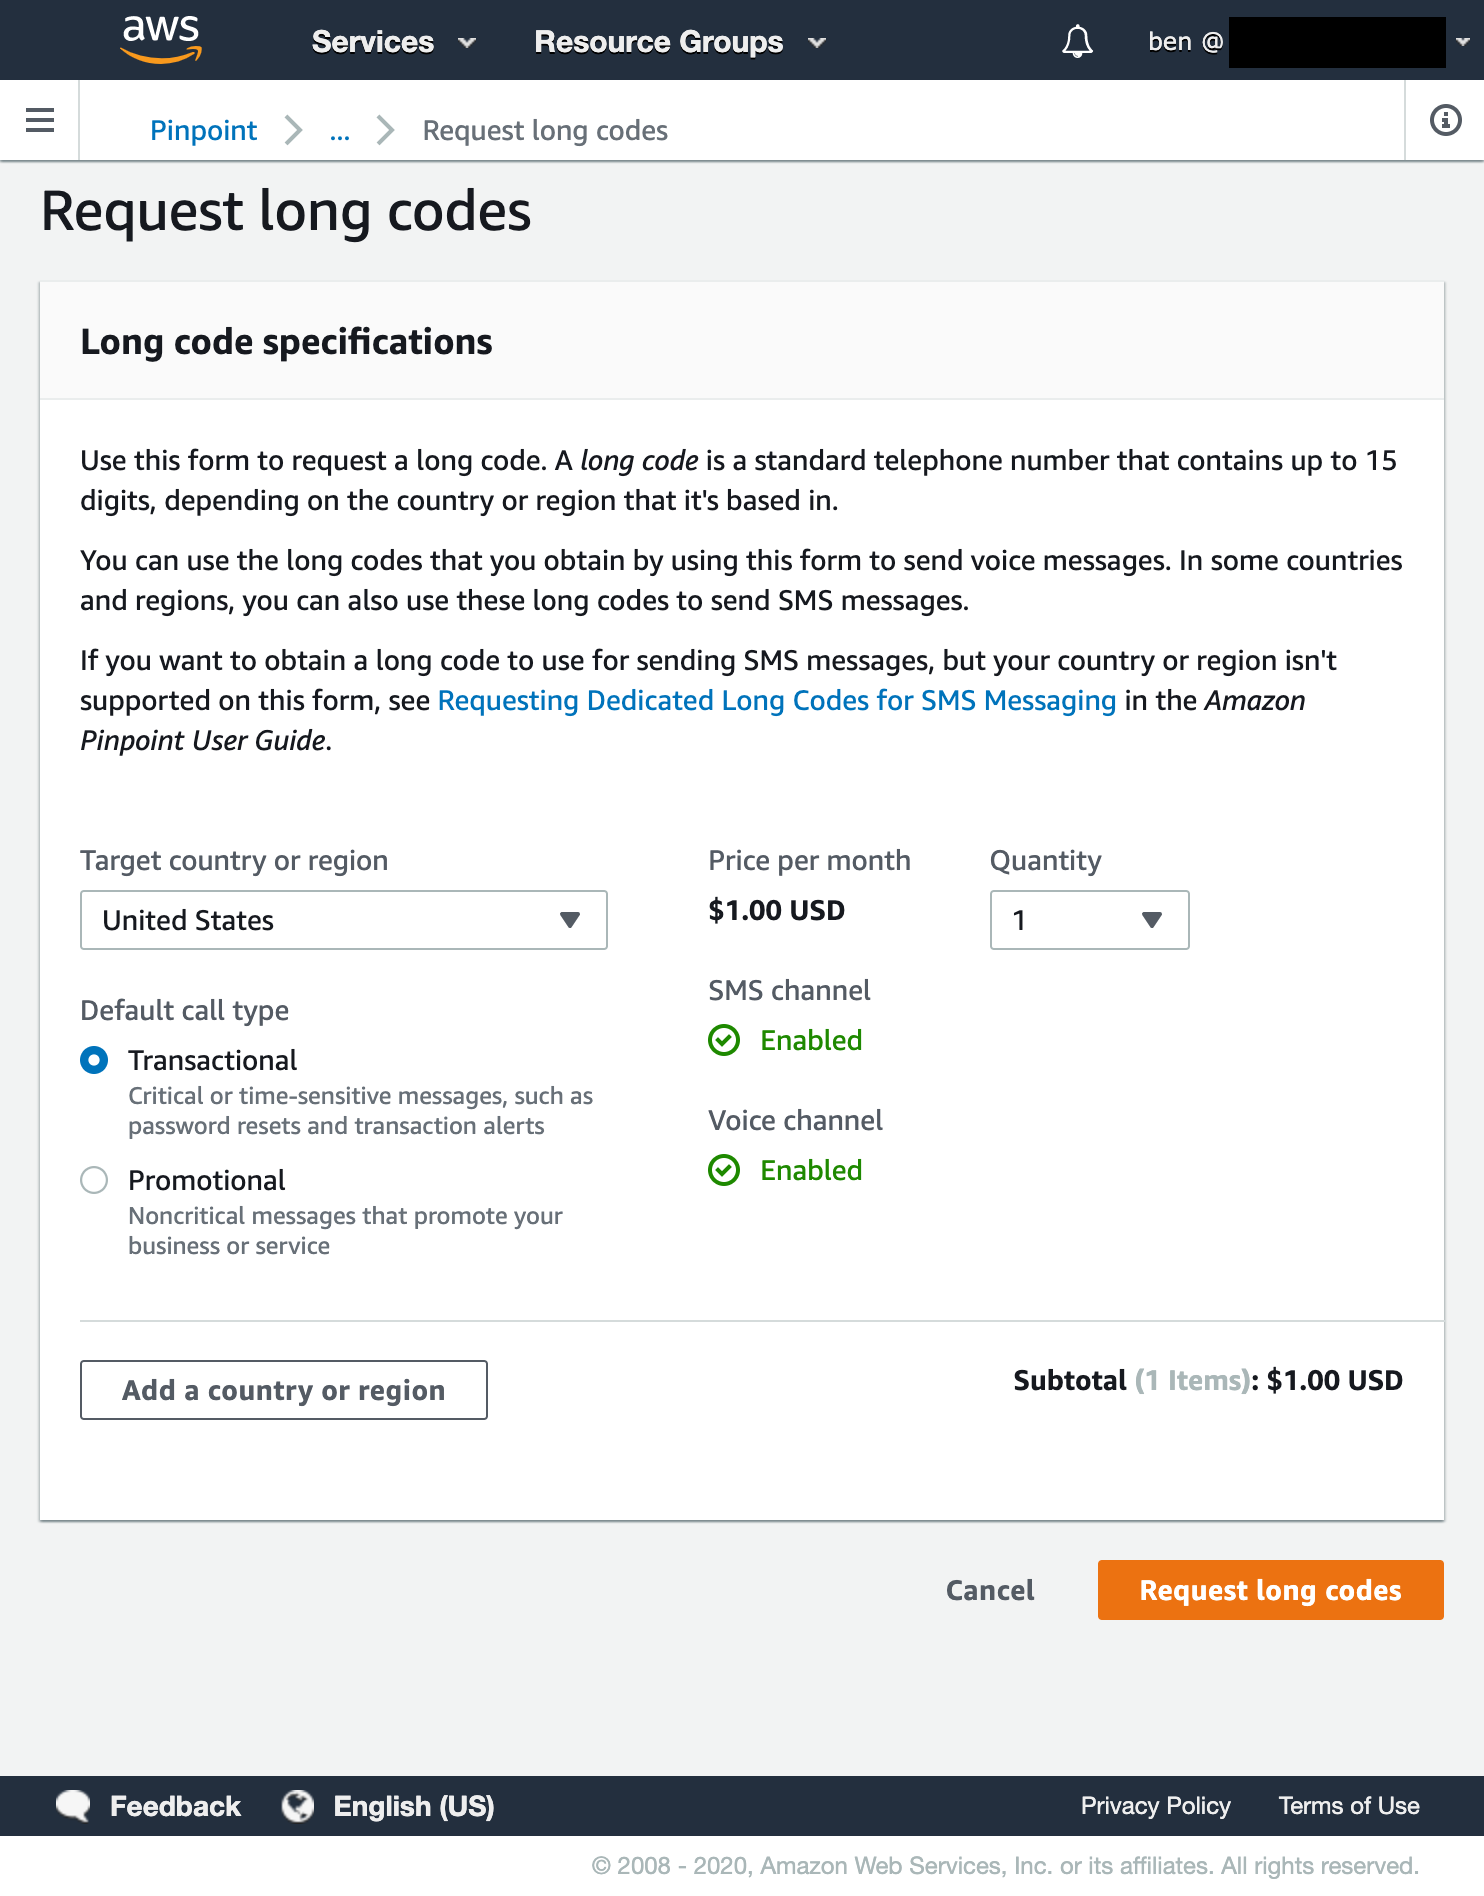 aws Services Resource Groups ben @
Pinpoint ... Request long codes
Request long codes
Long code specifications
Use this form to request a long code. A long code is a standard telephone number that contains up to 15
digits, depending on the country or region that it's based in.
You can use the long codes that you obtain by using this form to send voice messages. In some countries
and regions, you can also use these long codes to send SMS messages.
If you want to obtain a long code to use for sending SMS messages, but your country or region isn't
supported on this form, see Requesting Dedicated Long Codes for SMS Messaging in the Amazon
Pinpoint User Guide.
Target country or region
United States
Default call type
Transactional
Critical or time-sensitive messages, such as
password resets and transaction alerts
Promotional
Noncritical messages that promote your
business or service
Price per month
$1.00 USD
SMS channel
Enabled
Voice channel
Enabled
Quantity
1
Add a country or region
Subtotal (1 Items): $1.00 USD
Cancel
Request long codes
Feedback English (US) Privacy Policy Terms of Use
© 2008 - 2020, Amazon Web Services, Inc. or its affiliates. All rights reserved.